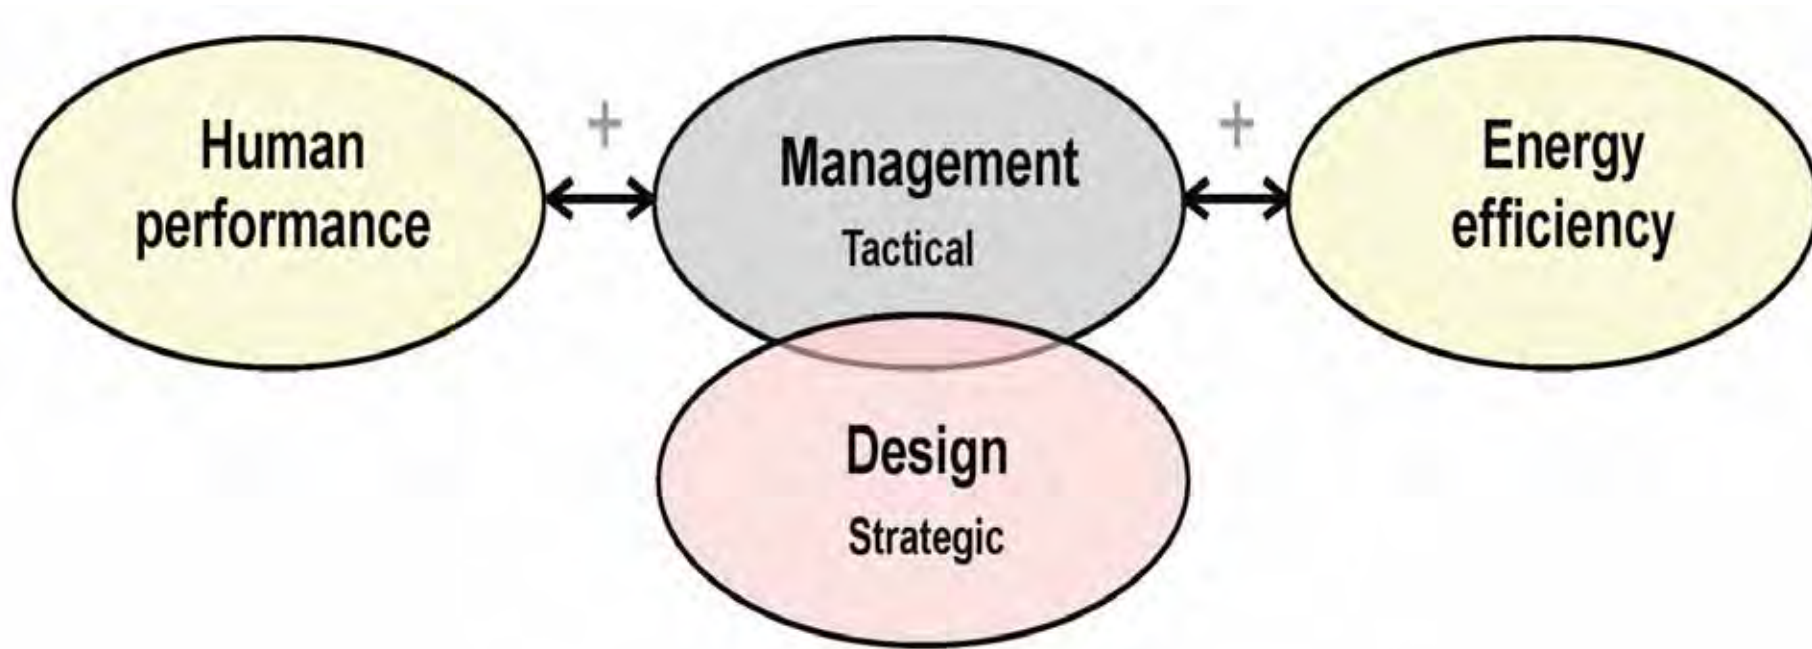 Human
performance
+
Management
Tactical
+
Energy
efficiency
Design
Strategic